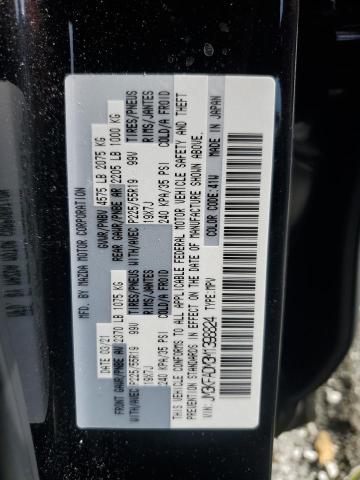 MFD. BY MAZDA MOTOR CORPORATION
DATE 03/21
GVWR/PNBV 4575 LB 2075 KG
FRONT GAWR/PNBE AV 2370 LB 1075 KG
REAR GAWR/PNBE AR 2205 LB 1000 KG
WITH/AVEC P225/55R19 99V TIRES/PNEUS WITH/AVEC P225/55R19 99V TIRES/PNEUS
19X7J RIMS/JANTES 19X7J RIMS/JANTES
240 KPA/35 PSI COLD/A FROID 240 KPA/35 PSI COLD/A FROID
THIS VEHICLE CONFORMS TO ALL APPLICABLE FEDERAL MOTOR VEHICLE SAFETY AND THEFT
PREVENTION STANDARDS IN EFFECT ON THE DATE OF MANUFACTURE SHOWN ABOVE.
COLOR CODE:41W MADE IN JAPAN
VIN: JM3KFADM3M1398824 TYPE:MPV